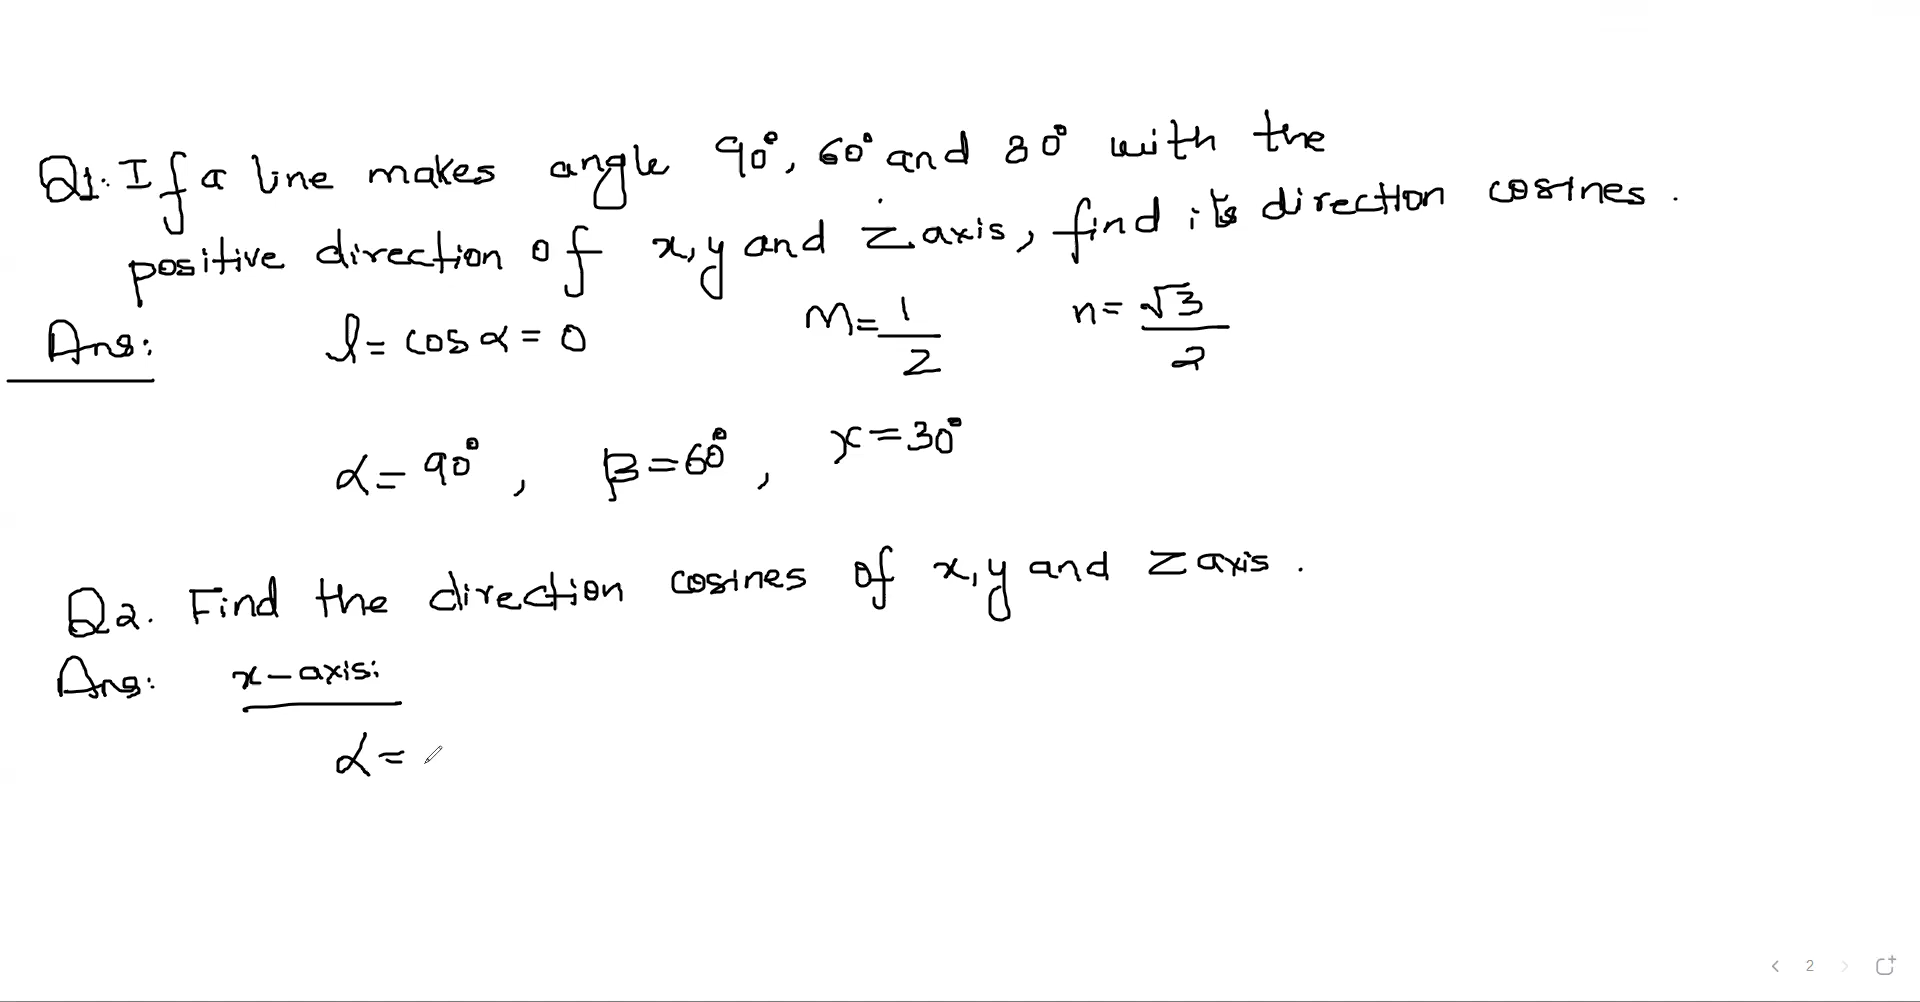 Q1. If a line makes angle 90°, 60° and 30° with the
positive direction of x, y and z axis, find it's direction cosines.
Ans: l = cos α = 0 m = 1/2 n = √3/2
α = 90°, β = 60°, γ = 30°
Q2. Find the direction cosines of x, y and z axis.
Ans: x-axis:
α =
2